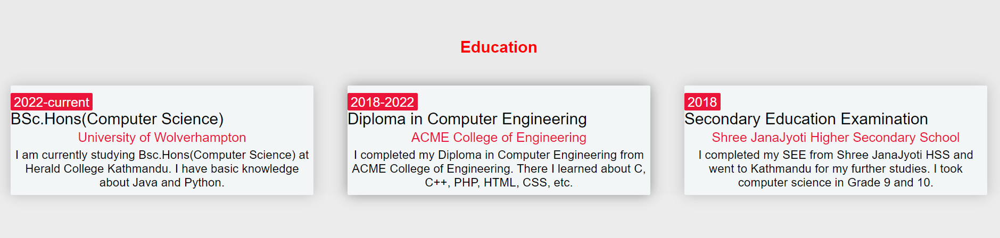 Education
2022-current
BSc.Hons(Computer Science)
University of Wolverhampton
I am currently studying Bsc.Hons(Computer Science) at
Herald College Kathmandu. I have basic knowledge
about Java and Python.
2018-2022
Diploma in Computer Engineering
ACME College of Engineering
I completed my Diploma in Computer Engineering from
ACME College of Engineering. There I learned about C,
C++, PHP, HTML, CSS, etc.
2018
Secondary Education Examination
Shree JanaJyoti Higher Secondary School
I completed my SEE from Shree JanaJyoti HSS and
went to Kathmandu for my further studies. I took
computer science in Grade 9 and 10.